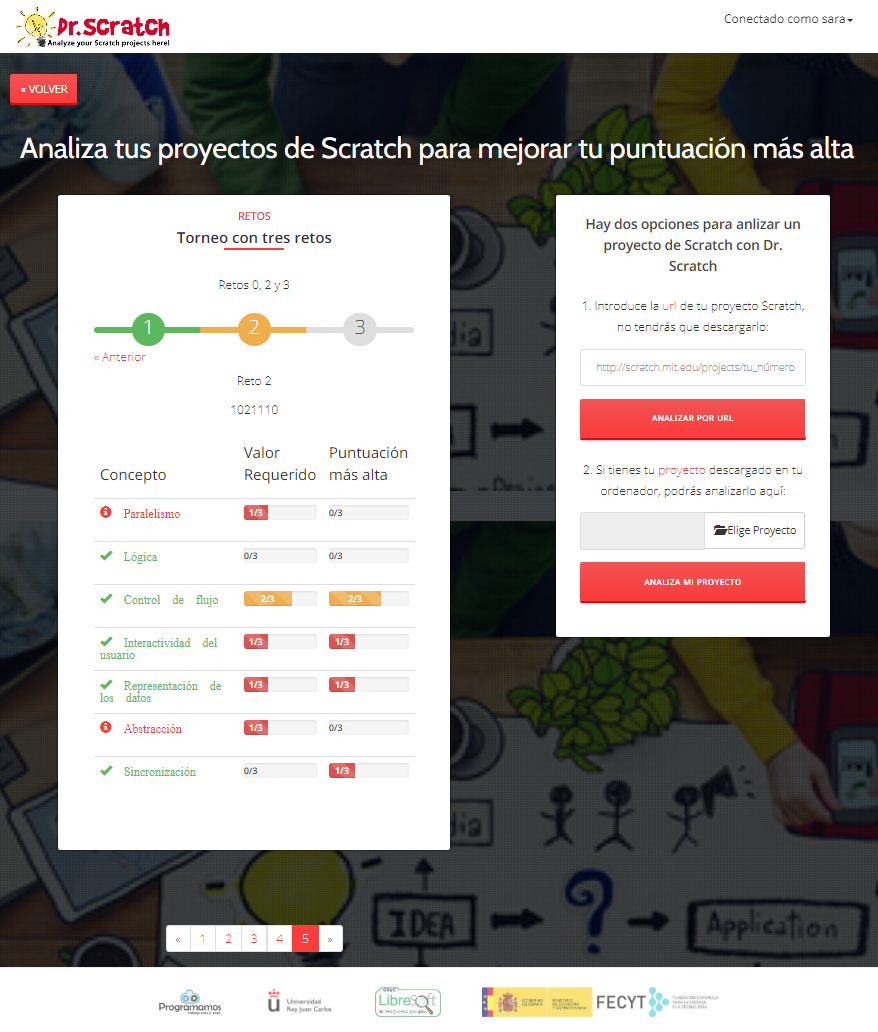 Dr.Scratch
Analyze your Scratch projects here!
Conectado como sara
« VOLVER
Analiza tus proyectos de Scratch para mejorar tu puntuación más alta
RETOS
Torneo con tres retos
Retos 0, 2 y 3
1 2 3
« Anterior
Reto 2
1021110
Concepto Valor Requerido Puntuación más alta
Paralelismo 1/3 0/3
Lógica 0/3 0/3
Control de flujo 2/3 2/3
Interactividad del usuario 1/3 1/3
Representación de los datos 1/3 1/3
Abstracción 1/3 0/3
Sincronización 0/3 1/3
Hay dos opciones para anlizar un
proyecto de Scratch con Dr.
Scratch
1. Introduce la url de tu proyecto Scratch,
no tendrás que descargarlo:
http://scratch.mit.edu/projects/tu_número
ANALIZAR POR URL
2. Si tienes tu proyecto descargado en tu
ordenador, podrás analizarlo aquí:
Elige Proyecto
ANALIZA MI PROYECTO
IDEA ? Application
« 1 2 3 4 5 »
Programamos
Universidad
Rey Juan Carlos
LibreSoft
GOBIERNO
DE ESPAÑA
MINISTERIO
DE ECONOMÍA
Y COMPETITIVIDAD
FECYT
FUNDACIÓN ESPAÑOLA
PARA LA CIENCIA
Y LA TECNOLOGÍA